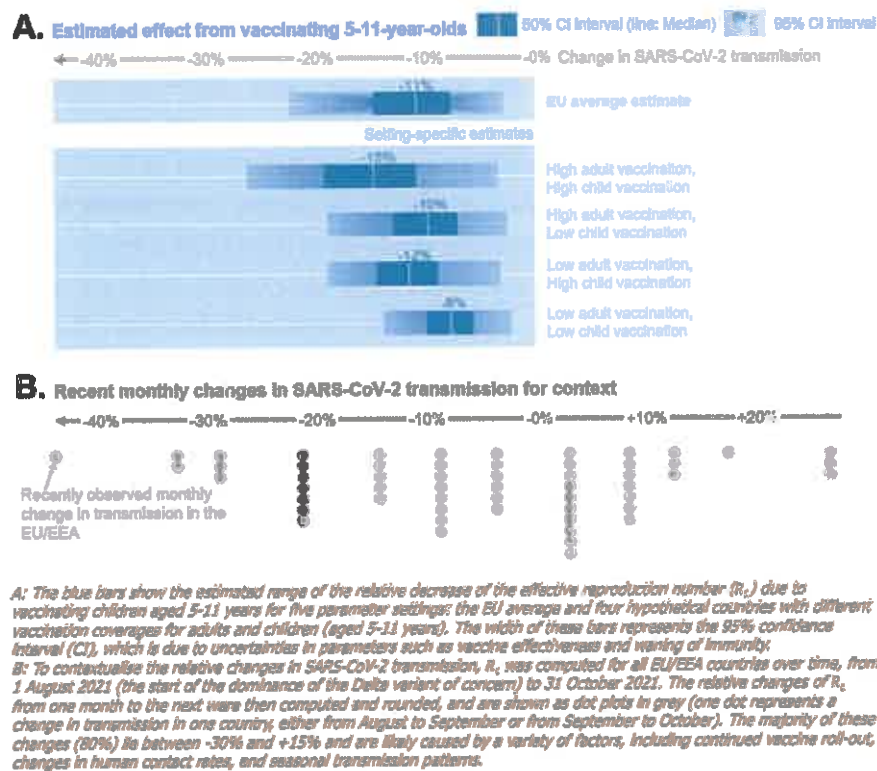 A. Estimated effect from vaccinating 5-11-year-olds 50% CI interval (line: Median) 95% CI interval
-40% -30% -20% -10% -0% Change in SARS-CoV-2 transmission
-11%
EU average estimate
Setting-specific estimates
-15%
High adult vaccination,
High child vaccination
-10%
High adult vaccination,
Low child vaccination
-12%
Low adult vaccination,
High child vaccination
-8%
Low adult vaccination,
Low child vaccination
B. Recent monthly changes in SARS-CoV-2 transmission for context
-40% -30% -20% -10% -0% +10% +20%
Recently observed monthly
change in transmission in the
EU/EEA
A: The blue bars show the estimated range of the relative decrease of the effective reproduction number (Rt) due to
vaccinating children aged 5-11 years for five parameter settings: the EU average and four hypothetical countries with different
vaccination coverages for adults and children (aged 5-11 years). The width of these bars represents the 95% confidence
interval (CI), which is due to uncertainties in parameters such as vaccine effectiveness and waning of immunity.
B: To contextualise the relative changes in SARS-CoV-2 transmission, Rt was computed for all EU/EEA countries over time, from
1 August 2021 (the start of the dominance of the Delta variant of concern) to 31 October 2021. The relative changes of Rt
from one month to the next were then computed and rounded, and are shown as dot plots in grey (one dot represents a
change in transmission in one country, either from August to September or from September to October). The majority of these
changes (80%) lie between -30% and +15% and are likely caused by a variety of factors, including continued vaccine roll-out,
changes in human contact rates, and seasonal transmission patterns.